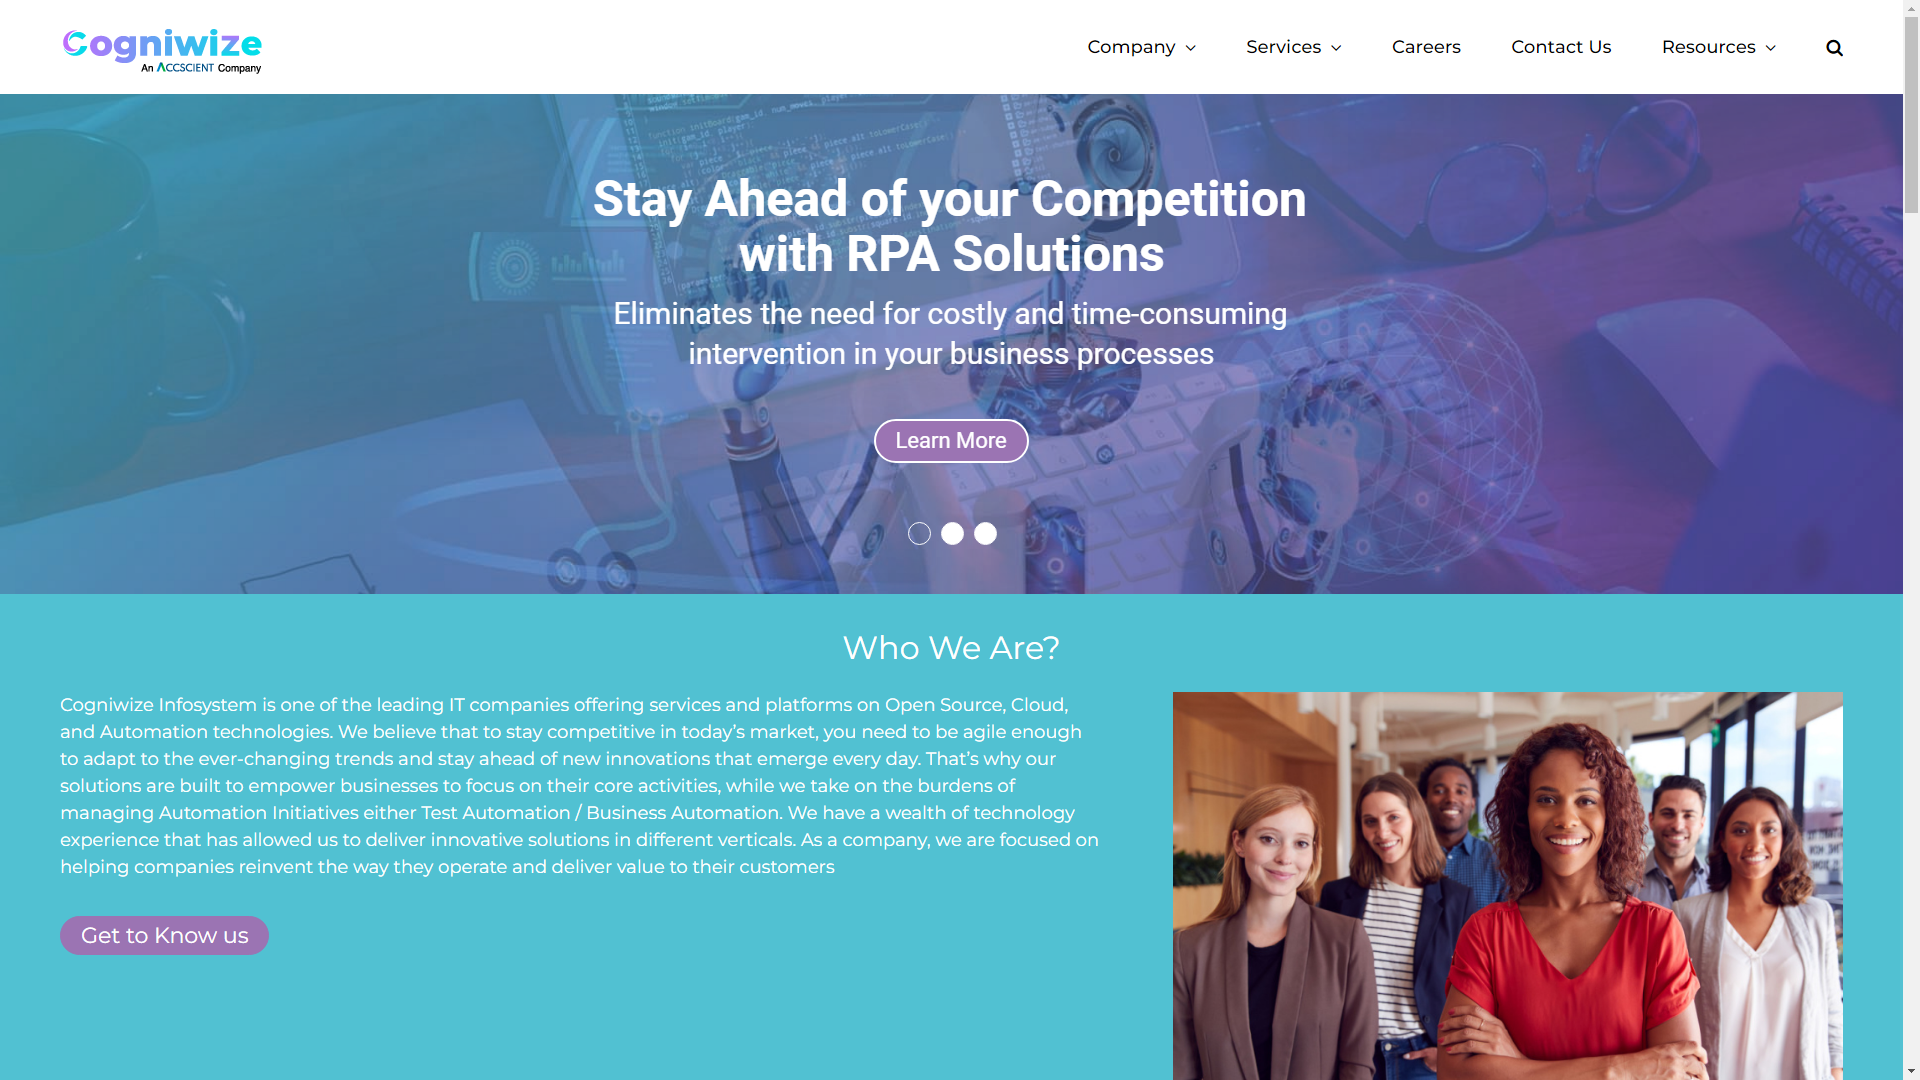 Cogniwize
An ACCSCIENT Company
Company
Services
Careers
Contact Us
Resources
Stay Ahead of your Competition
with RPA Solutions
Eliminates the need for costly and time-consuming
intervention in your business processes
Learn More
Who We Are?
Cogniwize Infosystem is one of the leading IT companies offering services and platforms on Open Source, Cloud,
and Automation technologies. We believe that to stay competitive in today’s market, you need to be agile enough
to adapt to the ever-changing trends and stay ahead of new innovations that emerge every day. That’s why our
solutions are built to empower businesses to focus on their core activities, while we take on the burdens of
managing Automation Initiatives either Test Automation / Business Automation. We have a wealth of technology
experience that has allowed us to deliver innovative solutions in different verticals. As a company, we are focused on
helping companies reinvent the way they operate and deliver value to their customers
Get to Know us